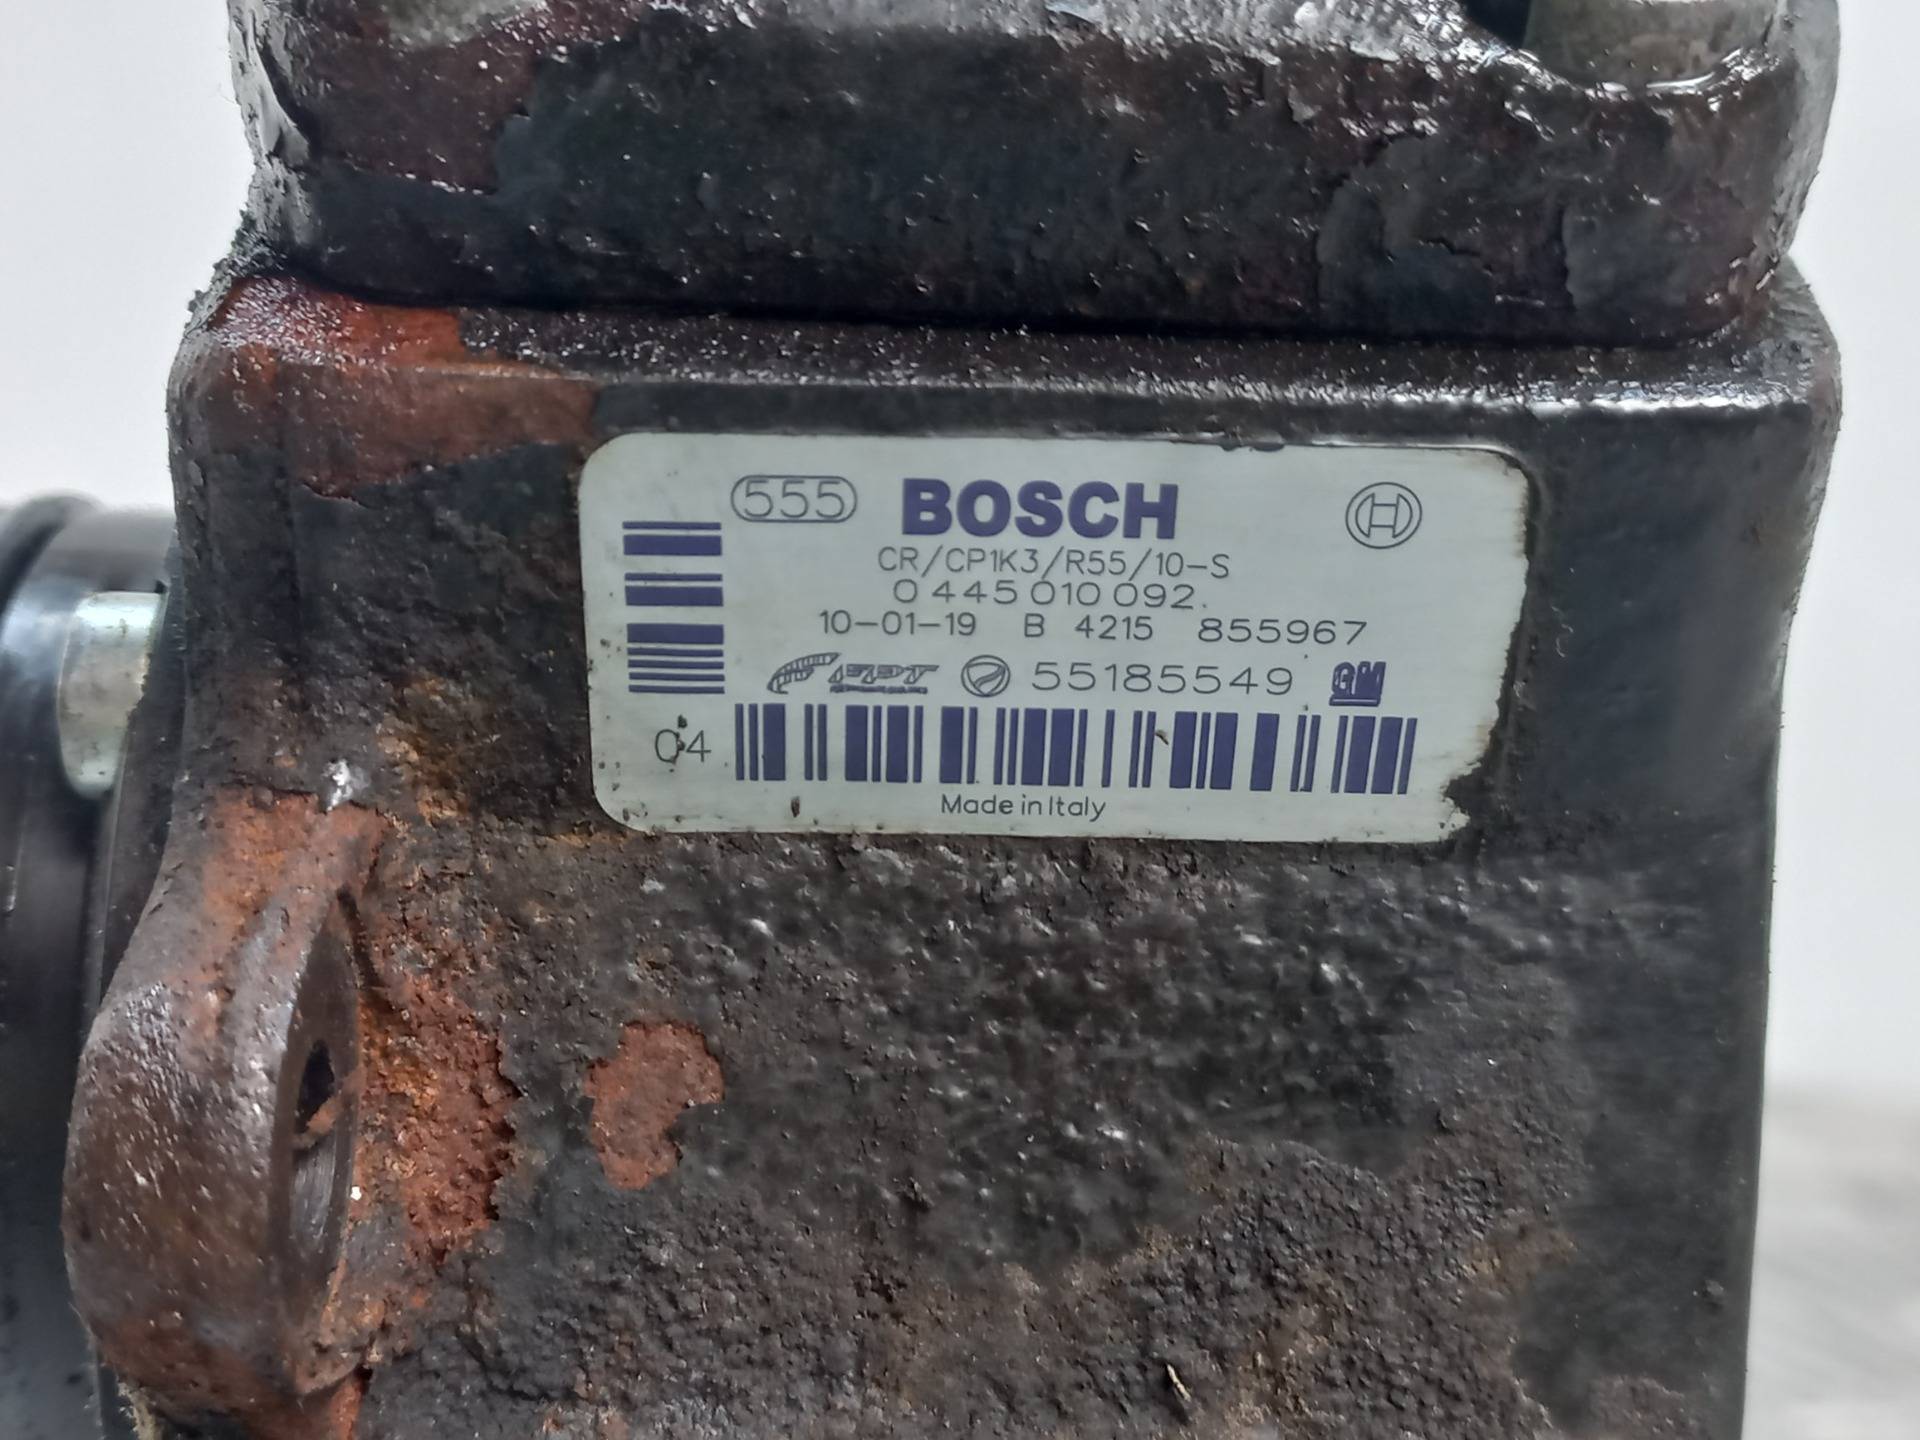 555 BOSCH
CR/CP1K3/R55/10-S
0 445 010 092.
10-01-19 B 4215 855967
FPT 55185549 GM
04
Made in Italy